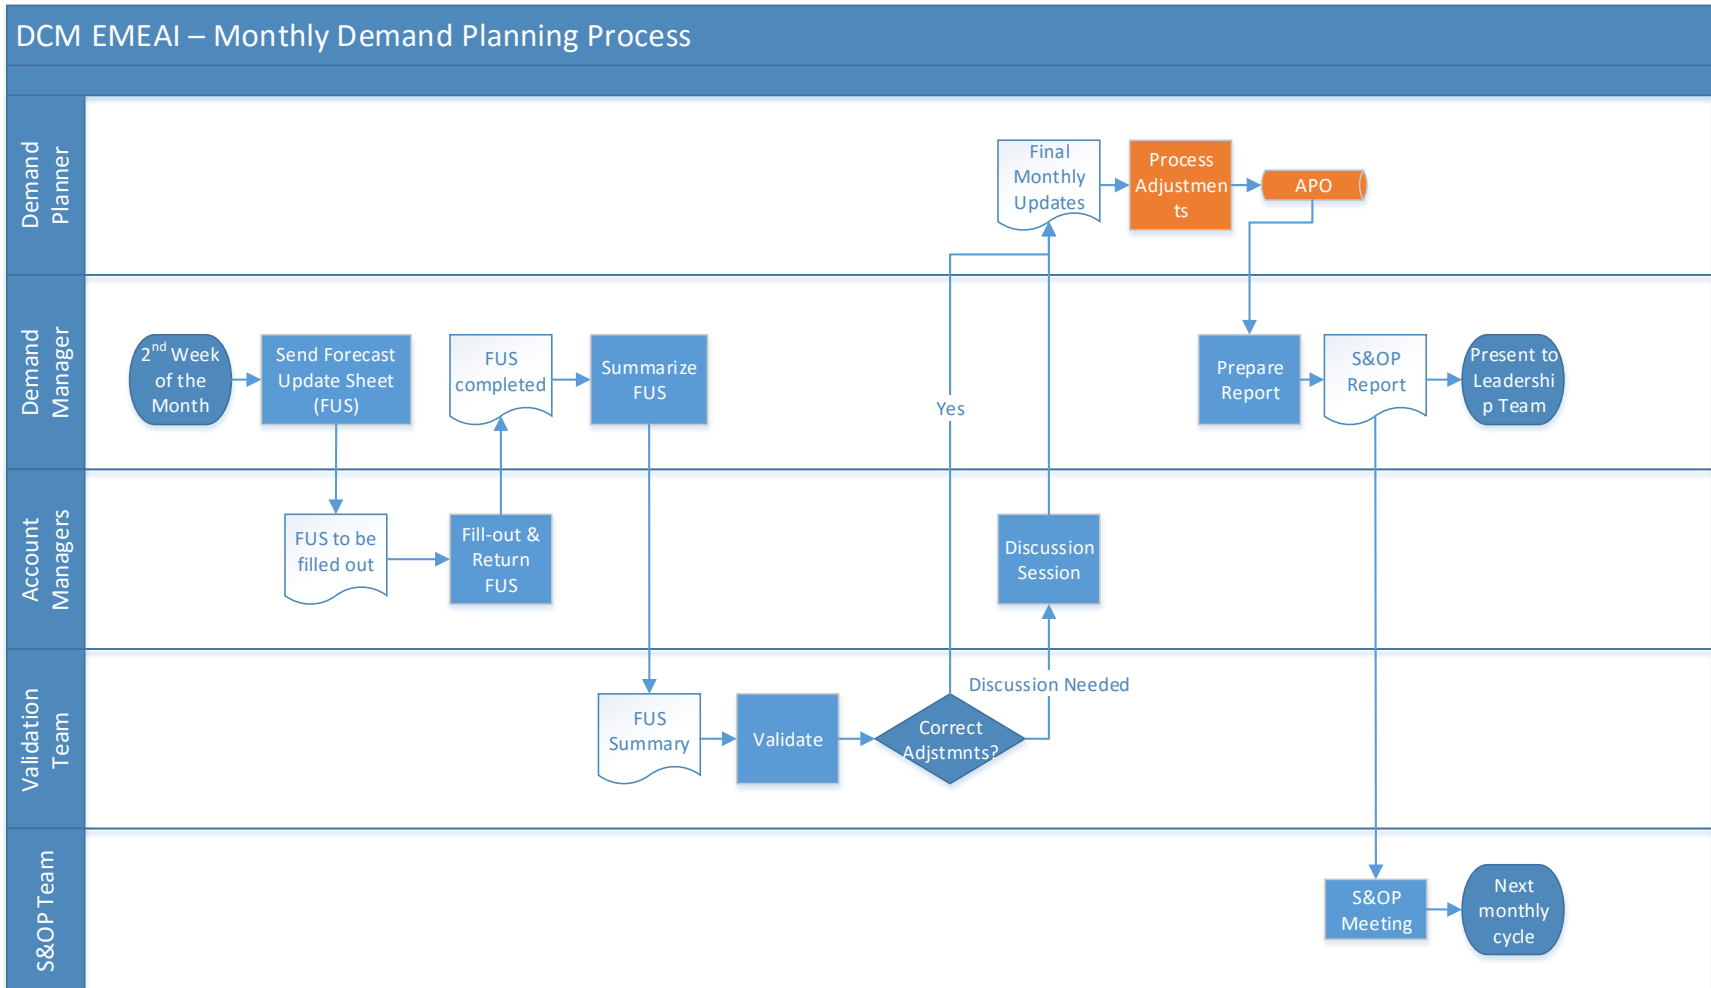 DCM EMEAI – Monthly Demand Planning Process
Demand
Planner
Final
Monthly
Updates
Process
Adjustmen
ts
APO
Demand
Manager
2nd Week
of the
Month
Send Forecast
Update Sheet
(FUS)
FUS
completed
Summarize
FUS
Yes
Prepare
Report
S&OP
Report
Present to
Leadershi
p Team
Account
Managers
FUS to be
filled out
Fill-out &
Return
FUS
Discussion
Session
Validation
Team
FUS
Summary
Validate
Correct
Adjstmnts?
Discussion Needed
S&OP Team
S&OP
Meeting
Next
monthly
cycle